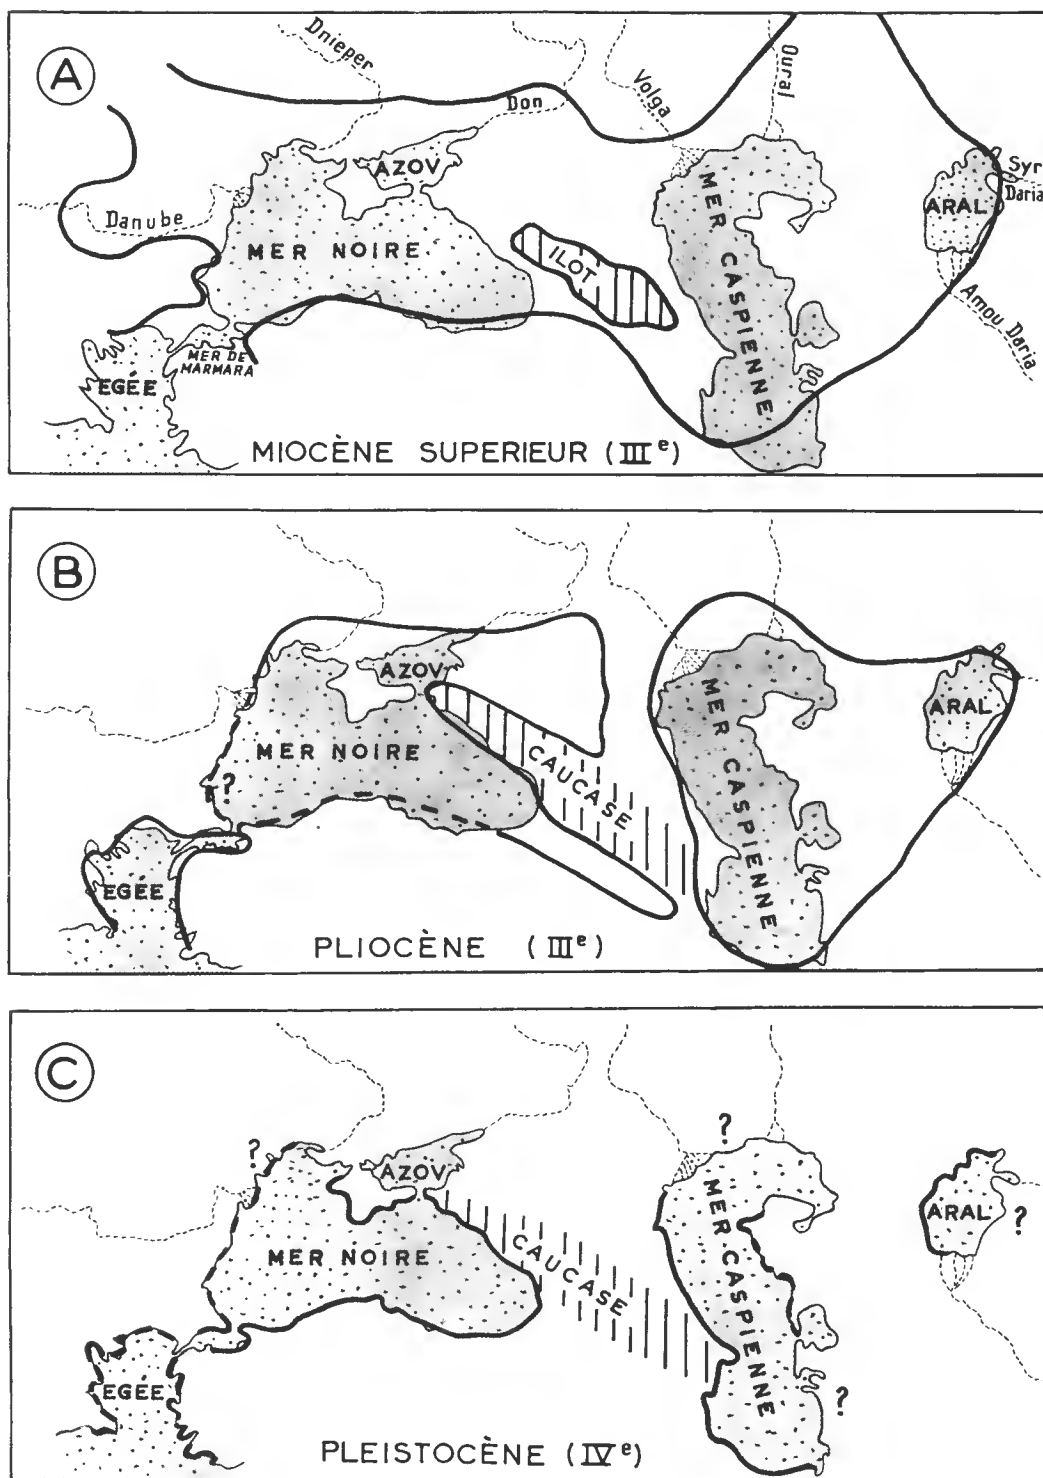 A
Dnieper
Don
Volga
Oural
AZOV
Syr
Daria
ARAL
Danube
MER NOIRE
ILOT
MER CASPIENNE
Amou Daria
MER DE
MARMARA
EGÉE
MIOCÈNE SUPERIEUR (IIIe)
B
AZOV
MER NOIRE
CAUCASE
MER CASPIENNE
ARAL
?
EGÉE
PLIOCÈNE (IIIe)
C
?
?
AZOV
MER NOIRE
CAUCASE
MER CASPIENNE
ARAL
?
EGÉE
?
PLEISTOCÈNE (IVe)